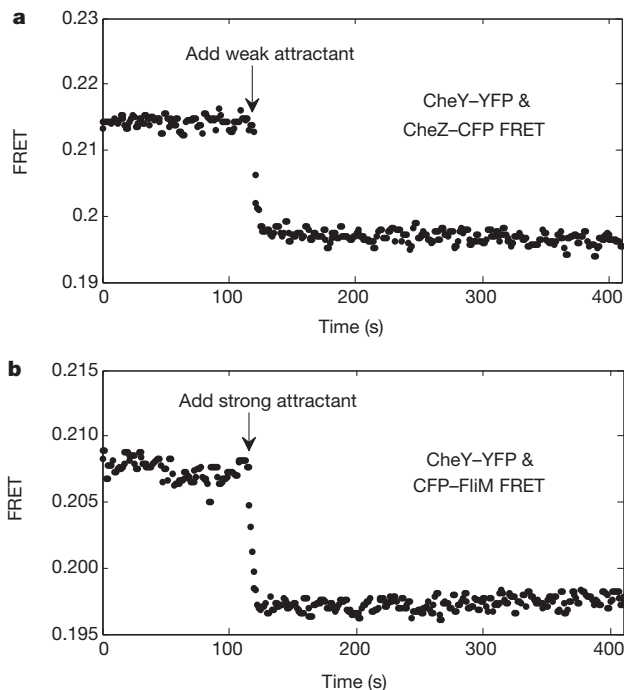 a
0.23
0.22
0.21
0.2
0.19
FRET
Add weak attractant
CheY–YFP &
CheZ–CFP FRET
0
100
200
300
400
Time (s)
b
0.215
0.210
0.205
0.200
0.195
FRET
Add strong attractant
CheY–YFP &
CFP–FliM FRET
0
100
200
300
400
Time (s)